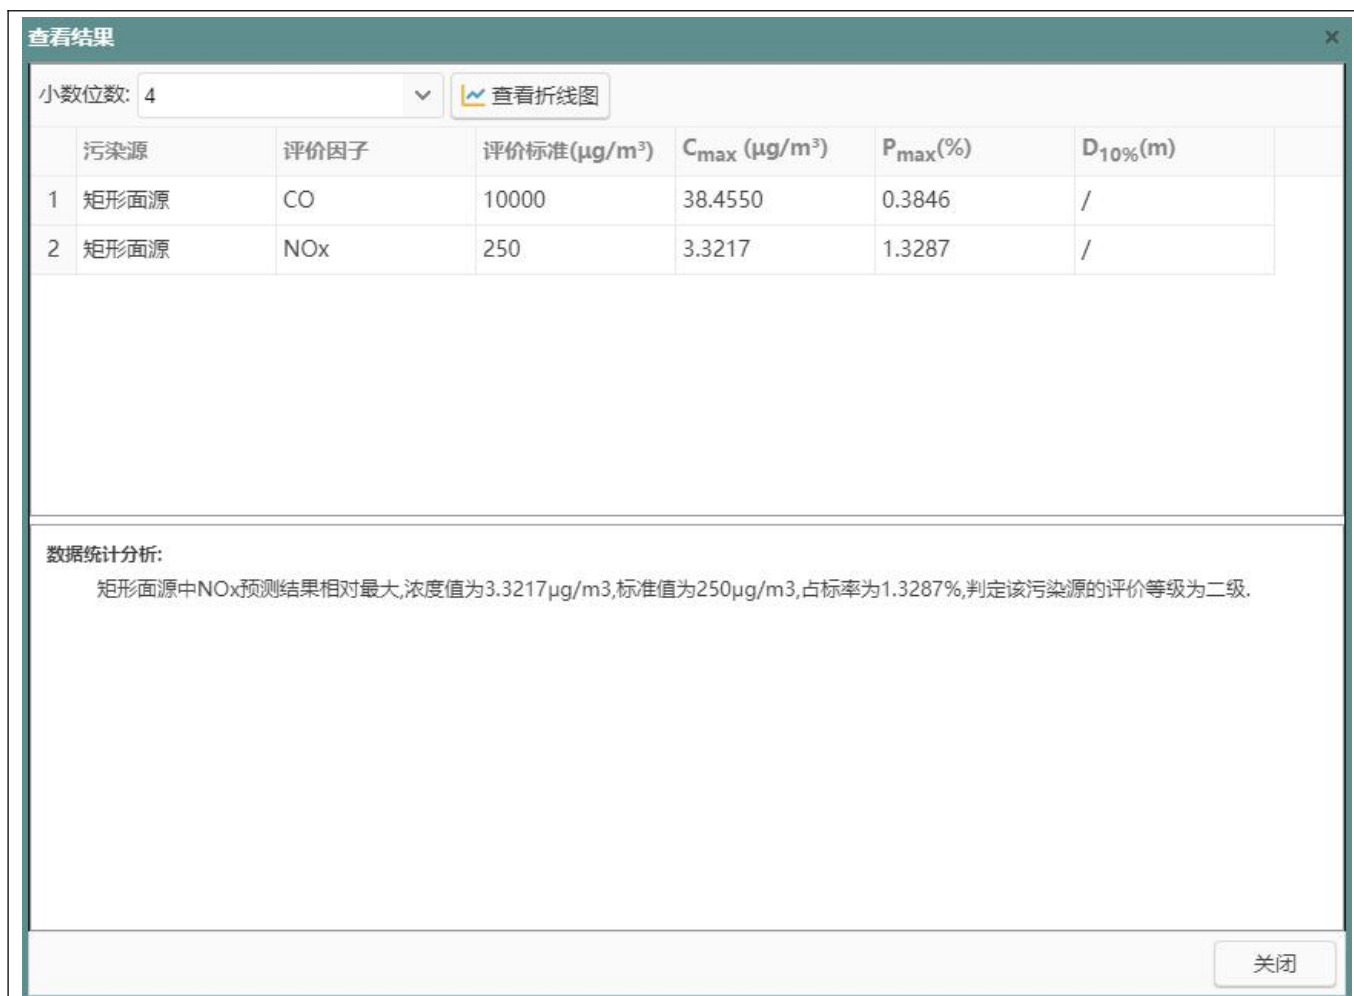 查看结果 ×
小数位数: 4 查看折线图
污染源 评价因子 评价标准(μg/m³) Cmax (μg/m³) Pmax(%) D10%(m)
1 矩形面源 CO 10000 38.4550 0.3846 /
2 矩形面源 NOx 250 3.3217 1.3287 /
数据统计分析:
矩形面源中NOx预测结果相对最大,浓度值为3.3217μg/m3,标准值为250μg/m3,占标率为1.3287%,判定该污染源的评价等级为二级.
关闭